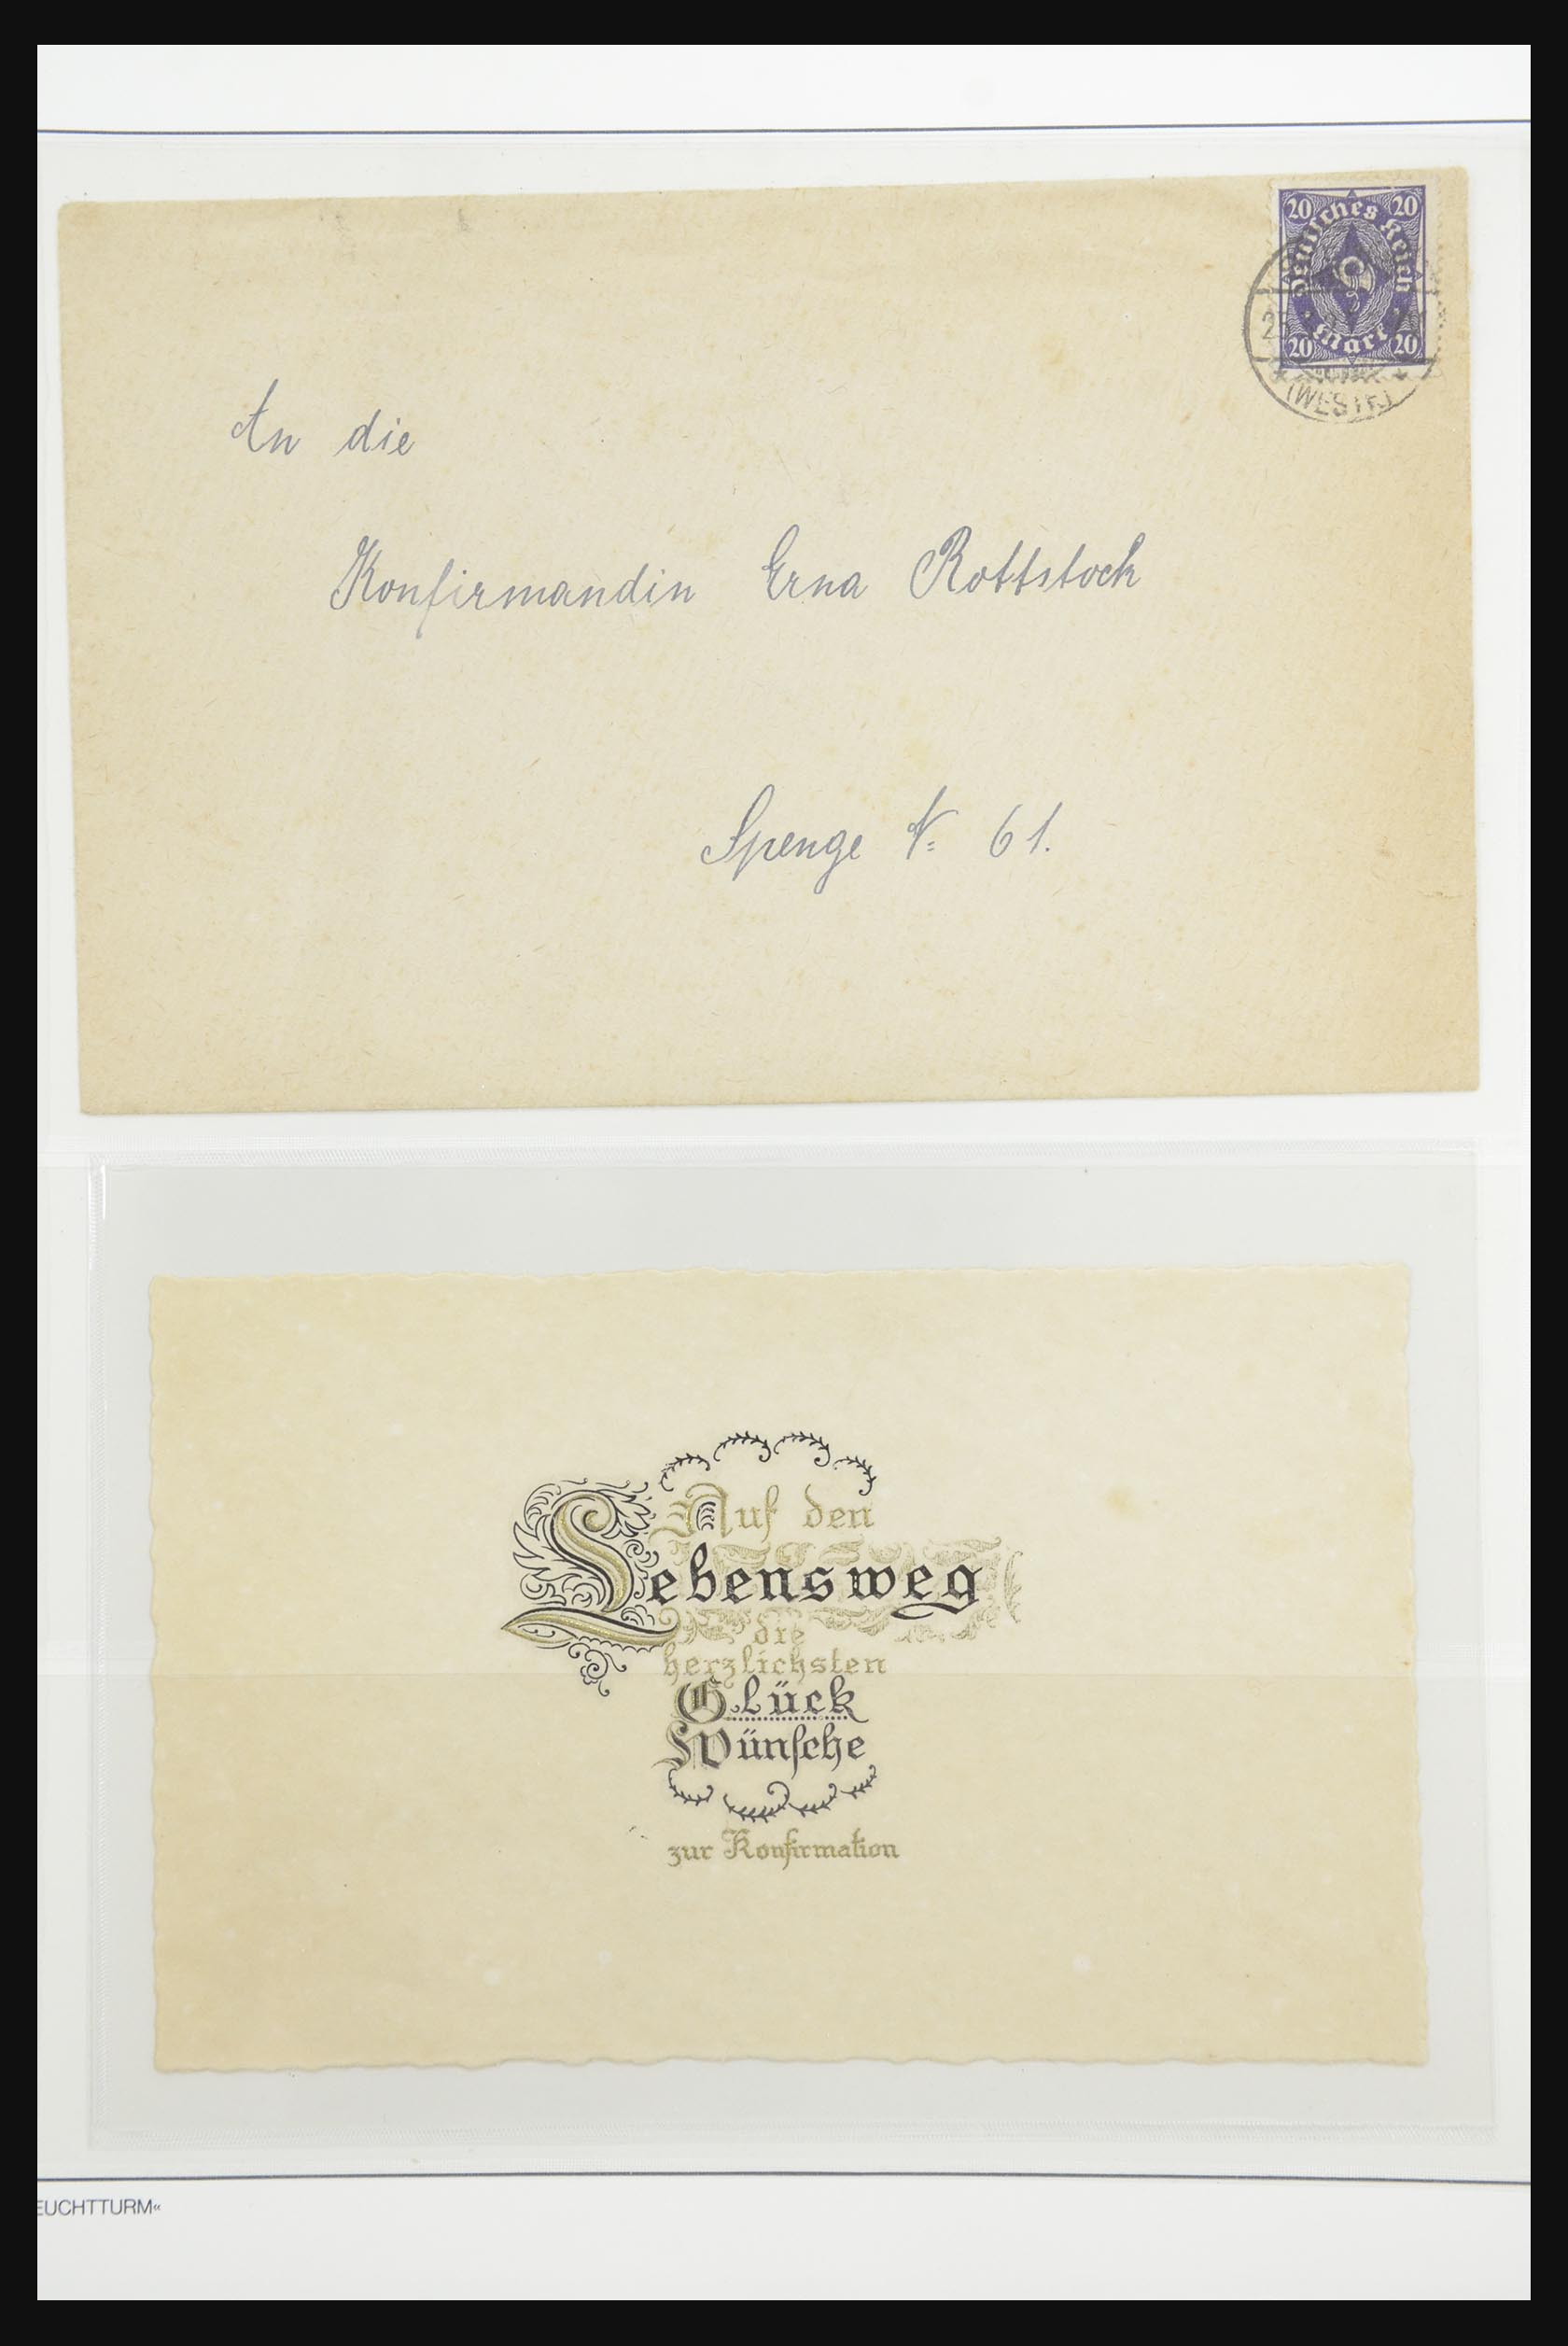 20 20
Deutsches Reich
Mark
20 20
(WESTF.)
An die
Konfirmandin Erna Rottstock
Spenge №: 61.
Auf den
Lebensweg
die
herzlichsten
Glück
Wünſche
zur Konfirmation
EUCHTTURM«